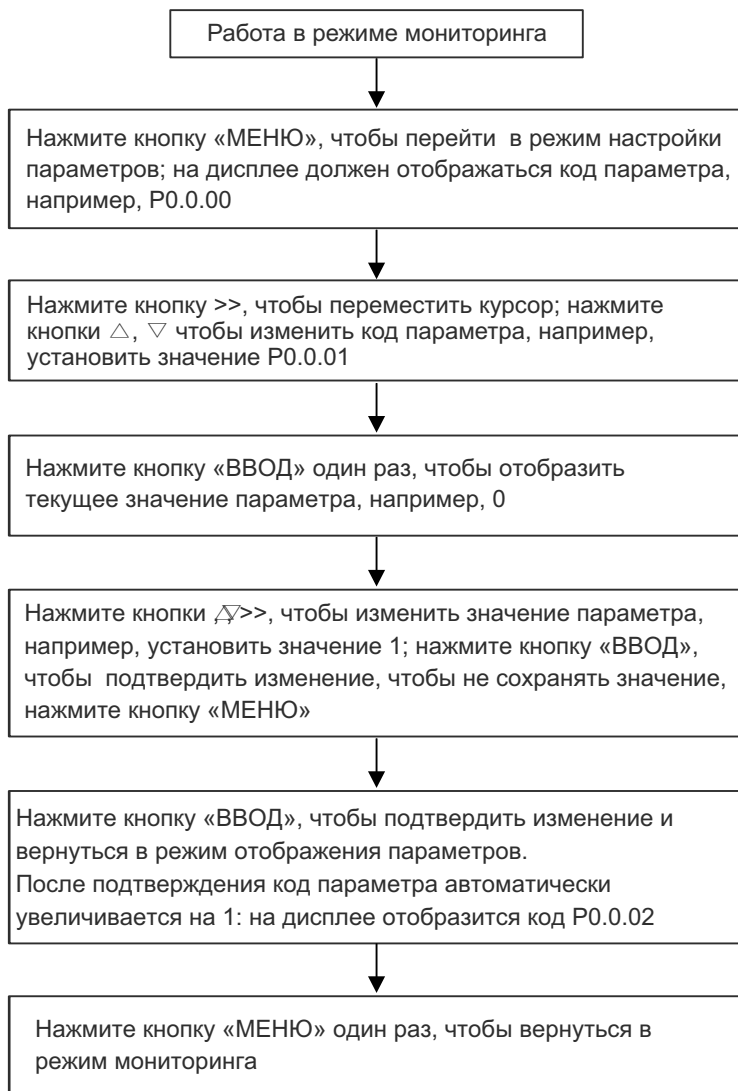 Работа в режиме мониторинга
Нажмите кнопку «МЕНЮ», чтобы перейти в режим настройки
параметров; на дисплее должен отображаться код параметра,
например, P0.0.00
Нажмите кнопку >>, чтобы переместить курсор; нажмите
кнопки △, ▽ чтобы изменить код параметра, например,
установить значение P0.0.01
Нажмите кнопку «ВВОД» один раз, чтобы отобразить
текущее значение параметра, например, 0
Нажмите кнопки △▽>>, чтобы изменить значение параметра,
например, установить значение 1; нажмите кнопку «ВВОД»,
чтобы подтвердить изменение, чтобы не сохранять значение,
нажмите кнопку «МЕНЮ»
Нажмите кнопку «ВВОД», чтобы подтвердить изменение и
вернуться в режим отображения параметров.
После подтверждения код параметра автоматически
увеличивается на 1: на дисплее отобразится код P0.0.02
Нажмите кнопку «МЕНЮ» один раз, чтобы вернуться в
режим мониторинга